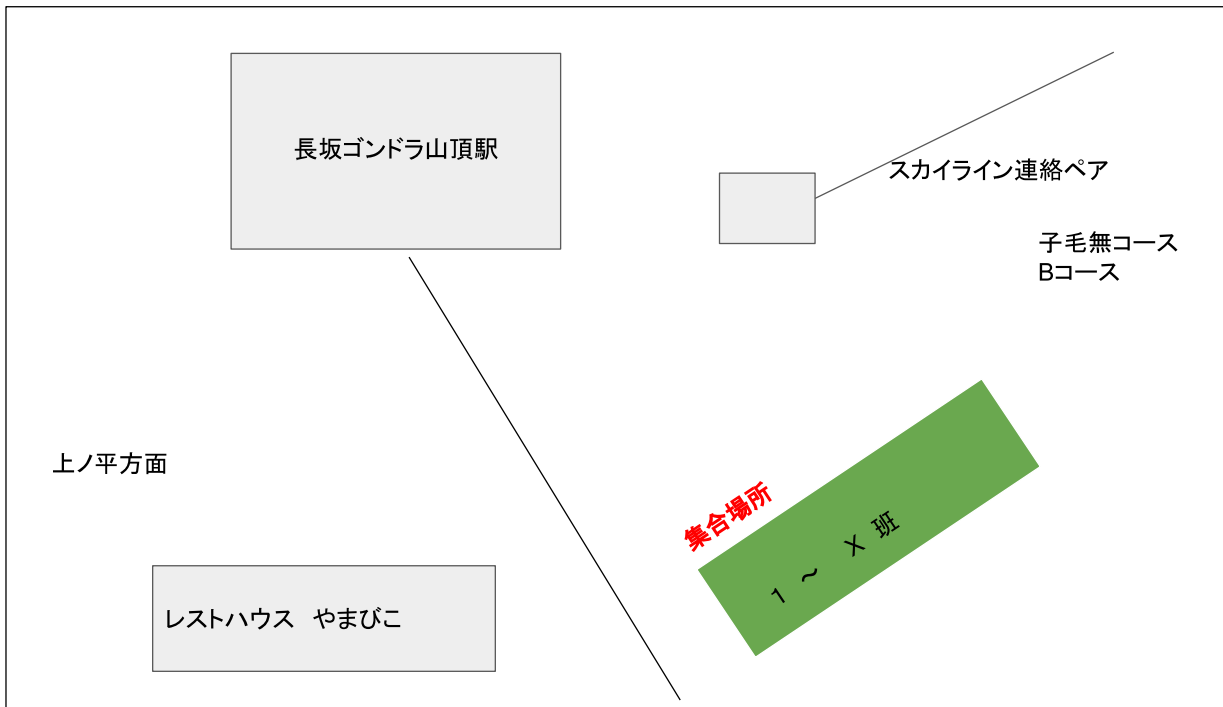 長坂ゴンドラ山頂駅
スカイライン連絡ペア
子毛無コース
Bコース
上ノ平方面
集合場所
1 ～ X 班
レストハウス　やまびこ